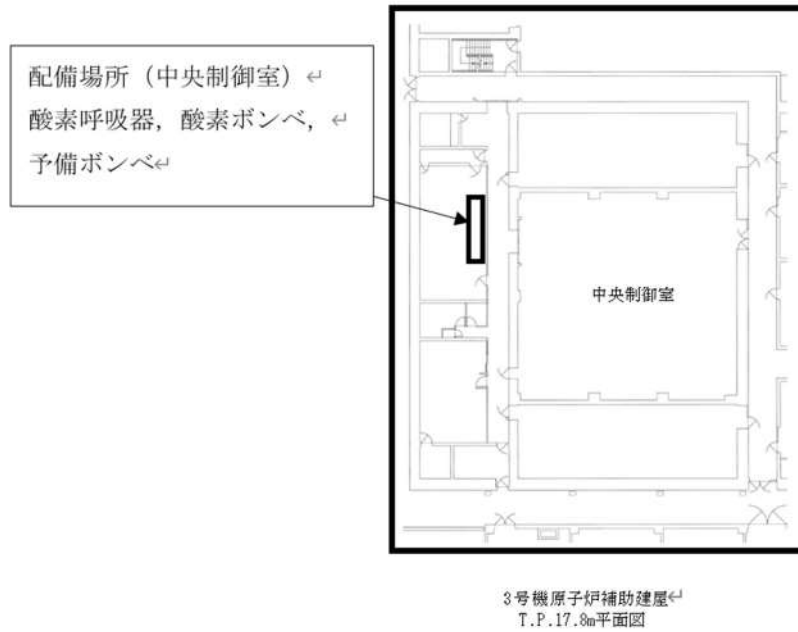 配備場所（中央制御室）↵
酸素呼吸器，酸素ボンベ，↵
予備ボンベ↵
中央制御室
3号機原子炉補助建屋↵
T.P.17.8m平面図